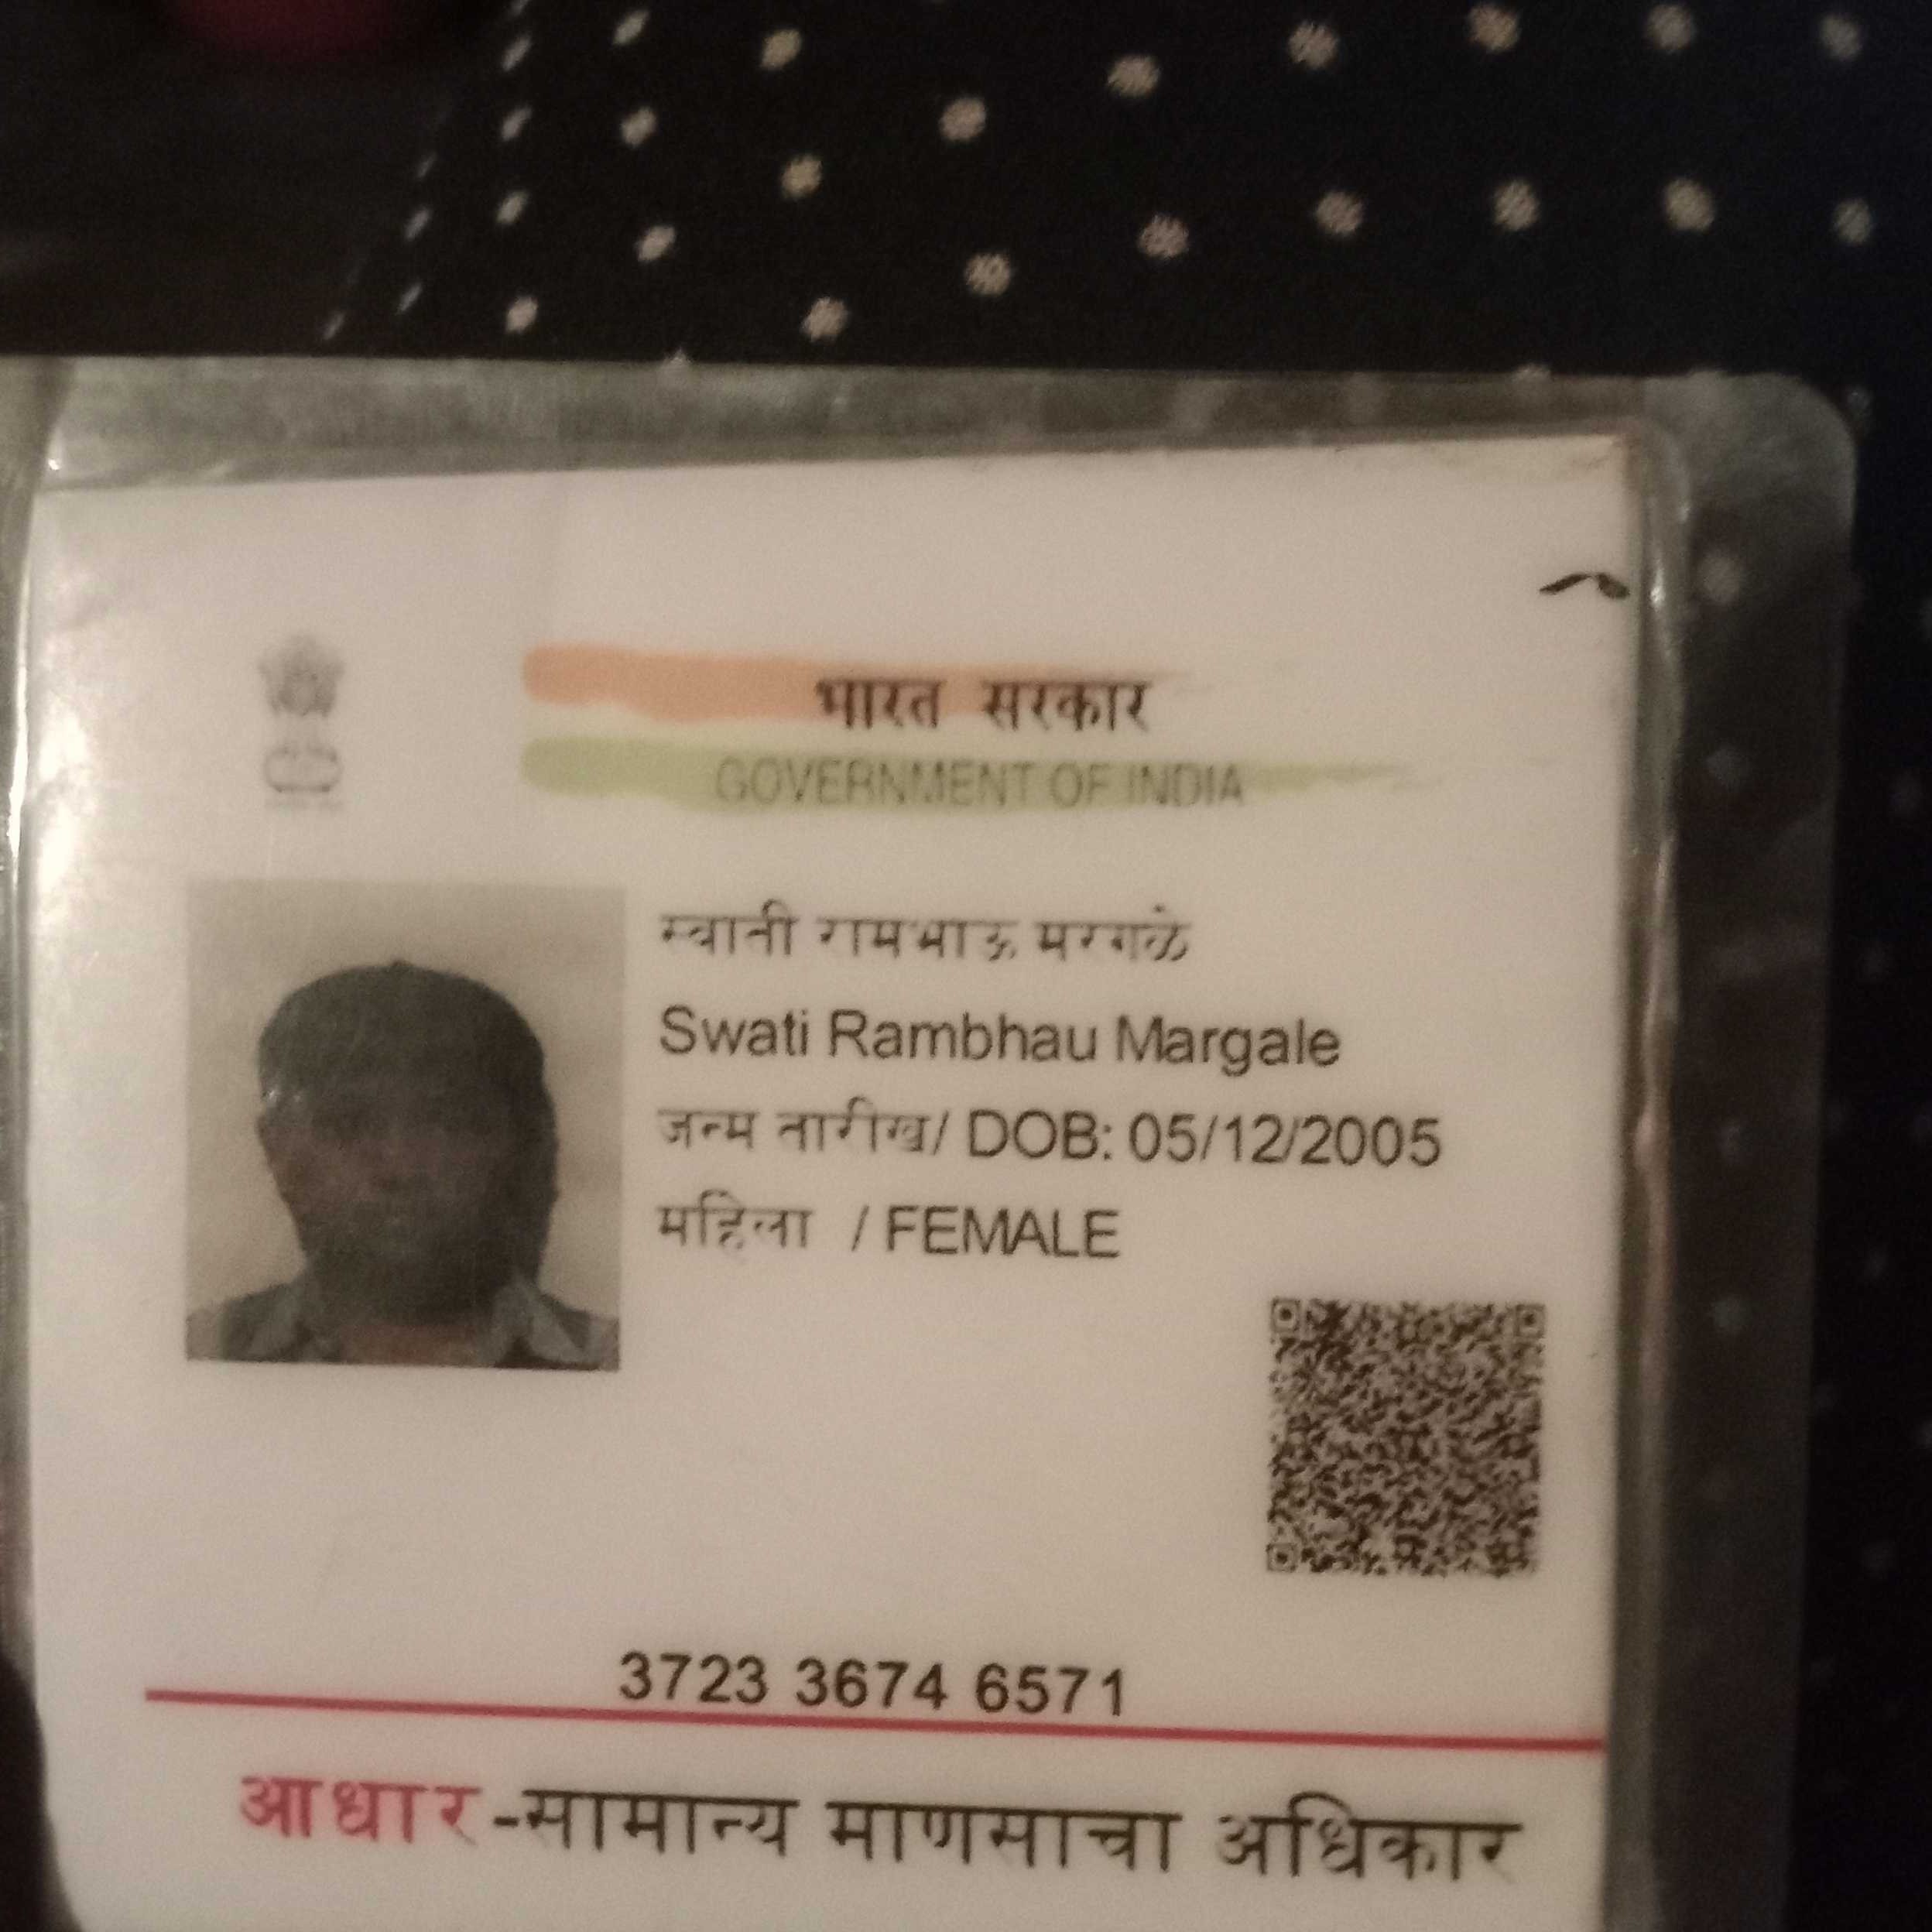 भारत सरकार
GOVERNMENT OF INDIA
स्वाती रामभाऊ मरगळे
Swati Rambhau Margale
जन्म तारीख/ DOB: 05/12/2005
महिला / FEMALE
3723 3674 6571
आधार-सामान्य माणसाचा अधिकार